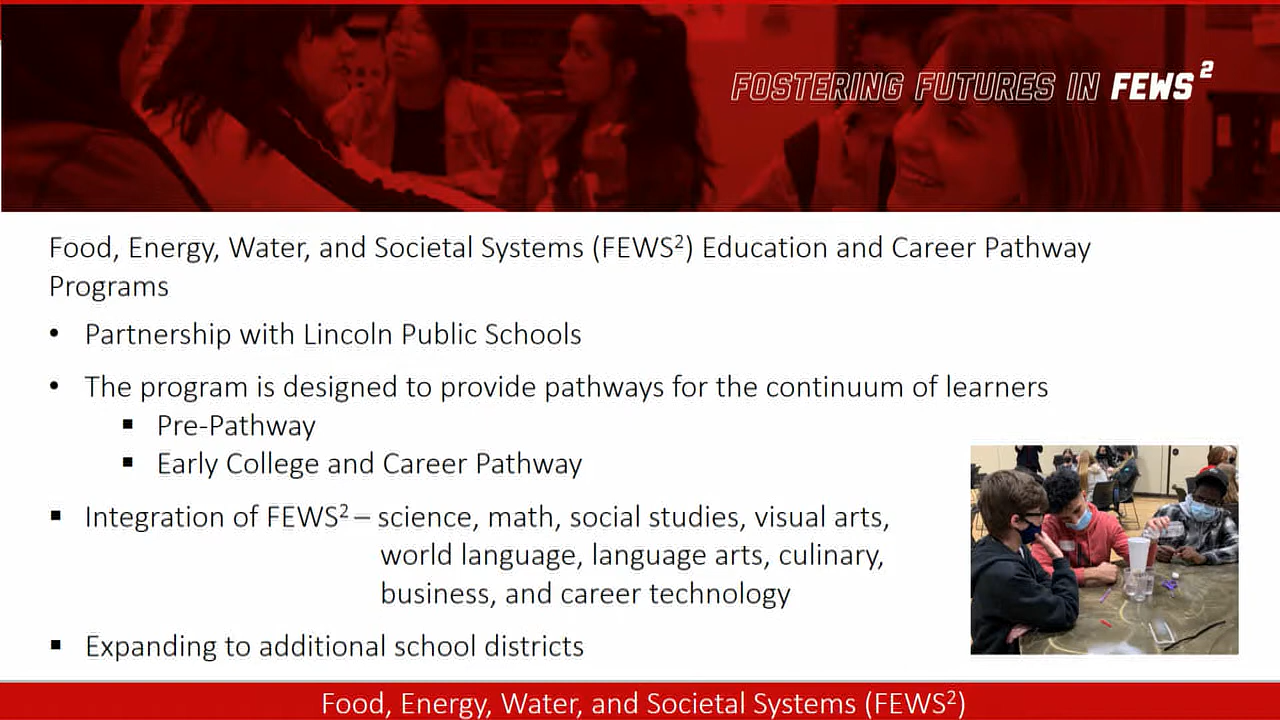 FOSTERING FUTURES IN FEWS²
Food, Energy, Water, and Societal Systems (FEWS²) Education and Career Pathway
Programs
• Partnership with Lincoln Public Schools
• The program is designed to provide pathways for the continuum of learners
▪ Pre-Pathway
▪ Early College and Career Pathway
▪ Integration of FEWS² – science, math, social studies, visual arts,
world language, language arts, culinary,
business, and career technology
▪ Expanding to additional school districts
Food, Energy, Water, and Societal Systems (FEWS²)